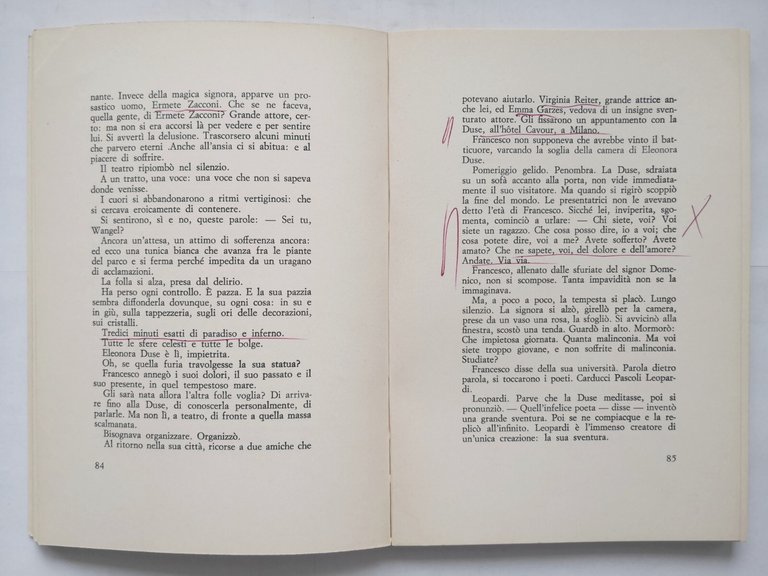 nante. Invece della magica signora, apparve un pro-
sastico uomo, Ermete Zacconi. Che se ne faceva,
quella gente, di Ermete Zacconi? Grande attore, cer-
to: ma non si era accorsi là per vedere e per sentire
lui. Si avvertì la delusione. Trascorsero alcuni minuti
che parvero eterni .Anche all'ansia ci si abitua: e al
piacere di soffrire.
Il teatro ripiombò nel silenzio.
A un tratto, una voce: una voce che non si sapeva
donde venisse.
I cuori si abbandonarono a ritmi vertiginosi: che
si cercava eroicamente di contenere.
Si sentirono, sì e no, queste parole: — Sei tu,
Wangel?
Ancora un'attesa, un attimo di sofferenza ancora:
ed ecco una tunica bianca che avanza fra le piante
del parco e si ferma perché impedita da un uragano
di acclamazioni.
La folla si alza, presa dal delirio.
Ha perso ogni controllo. È pazza. E la sua pazzia
sembra diffonderla dovunque, su ogni cosa: in su e
in giù, sulla tappezzeria, sugli ori delle decorazioni,
sui cristalli.
Tredici minuti esatti di paradiso e inferno.
Tutte le sfere celesti e tutte le bolge.
Eleonora Duse è lì, impietrita.
Oh, se quella furia travolgesse la sua statua?
Francesco annegò i suoi dolori, il suo passato e il
suo presente, in quel tempestoso mare.
Gli sarà nata allora l'altra folle voglia? Di arriva-
re fino alla Duse, di conoscerla personalmente, di
parlarle. Ma non lì, a teatro, di fronte a quella massa
scalmanata.
Bisognava organizzare. Organizzò.
Al ritorno nella sua città, ricorse a due amiche che
84
potevano aiutarlo. Virginia Reiter, grande attrice an-
che lei, ed Emma Garzes, vedova di un insigne sven-
turato attore. Gli fissarono un appuntamento con la
Duse, all'hôtel Cavour, a Milano.
Francesco non supponeva che avrebbe vinto il bat-
ticuore, varcando la soglia della camera di Eleonora
Duse.
Pomeriggio gelido. Penombra. La Duse, sdraiata
su un sofà accanto alla porta, non vide immediata-
mente il suo visitatore. Ma quando si rigirò scoppiò
la fine del mondo. Le presentatrici non le avevano
detto l'età di Francesco. Sicché lei, inviperita, sgo-
menta, cominciò a urlare: — Chi siete, voi? Voi
siete un ragazzo. Che cosa posso dire, io a voi; che
cosa potete dire, voi a me? Avete sofferto? Avete
amato? Che ne sapete, voi, del dolore e dell'amore?
Andate. Via via.
Francesco, allenato dalle sfuriate del signor Dome-
nico, non si scompose. Tanta impavidità non se la
immaginava.
Ma, a poco a poco, la tempesta si placò. Lungo
silenzio. La signora si alzò, girellò per la camera,
prese da un vaso una rosa, la sfogliò. Si avvicinò alla
finestra, scostò una tenda. Guardò in alto. Mormorò:
Che impietosa giornata. Quanta malinconia. Ma voi
siete troppo giovane, e non soffrite di malinconia.
Studiate?
Francesco disse della sua università. Parola dietro
parola, si toccarono i poeti. Carducci Pascoli Leopar-
di.
Leopardi. Parve che la Duse meditasse, poi si
pronunziò. — Quell'infelice poeta — disse — inventò
una grande sventura. Poi se ne compiacque e la re-
plicò all'infinito. Leopardi è l'immenso creatore di
un'unica creazione: la sua sventura.
85